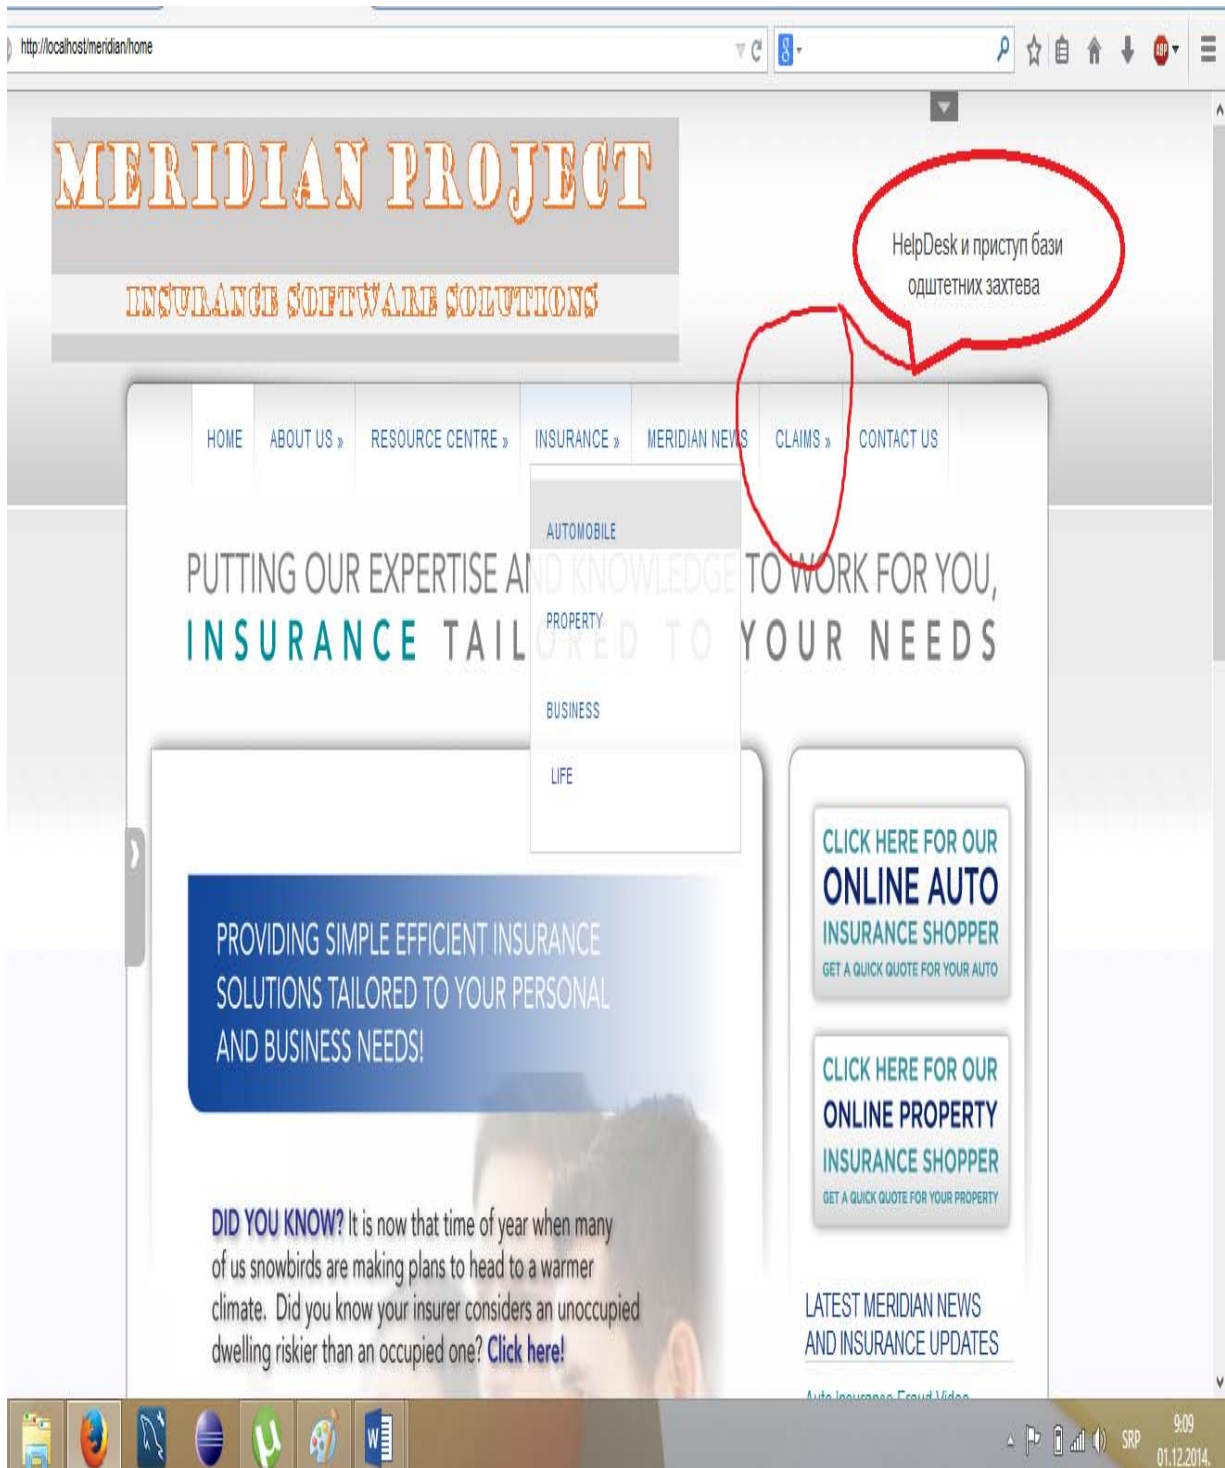 http://localhost/meridian/home
MERIDIAN PROJECT
INSURANCE SOFTWARE SOLUTIONS
HelpDesk и приступ бази
одштетних захтева
HOME ABOUT US » RESOURCE CENTRE » INSURANCE » MERIDIAN NEWS CLAIMS » CONTACT US
AUTOMOBILE
PROPERTY
BUSINESS
LIFE
PUTTING OUR EXPERTISE AND KNOWLEDGE TO WORK FOR YOU,
INSURANCE TAILORED TO YOUR NEEDS
PROVIDING SIMPLE EFFICIENT INSURANCE
SOLUTIONS TAILORED TO YOUR PERSONAL
AND BUSINESS NEEDS!
DID YOU KNOW? It is now that time of year when many
of us snowbirds are making plans to head to a warmer
climate. Did you know your insurer considers an unoccupied
dwelling riskier than an occupied one? Click here!
CLICK HERE FOR OUR
ONLINE AUTO
INSURANCE SHOPPER
GET A QUICK QUOTE FOR YOUR AUTO
CLICK HERE FOR OUR
ONLINE PROPERTY
INSURANCE SHOPPER
GET A QUICK QUOTE FOR YOUR PROPERTY
LATEST MERIDIAN NEWS
AND INSURANCE UPDATES
Auto Insurance Fraud Video
SRP
9:09
01.12.2014.